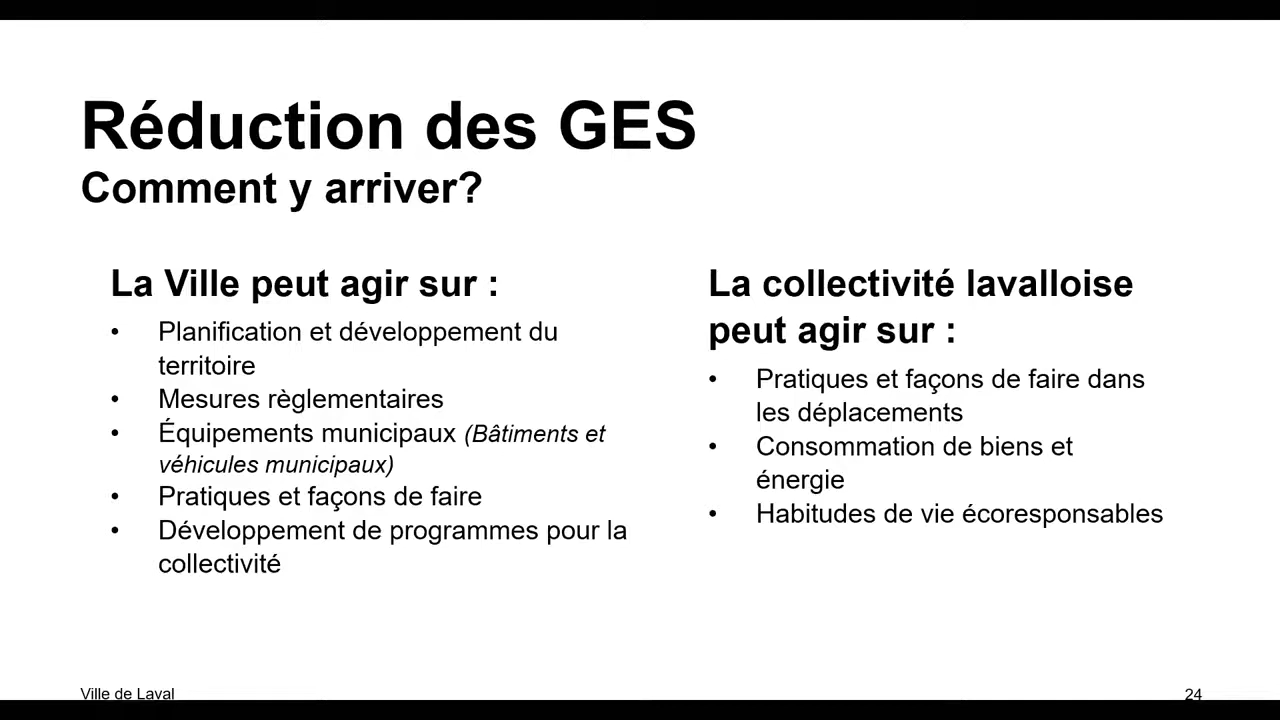 Réduction des GES
Comment y arriver?
La Ville peut agir sur :
• Planification et développement du
territoire
• Mesures règlementaires
• Équipements municipaux (Bâtiments et
véhicules municipaux)
• Pratiques et façons de faire
• Développement de programmes pour la
collectivité
La collectivité lavalloise
peut agir sur :
• Pratiques et façons de faire dans
les déplacements
• Consommation de biens et
énergie
• Habitudes de vie écoresponsables
Ville de Laval
24